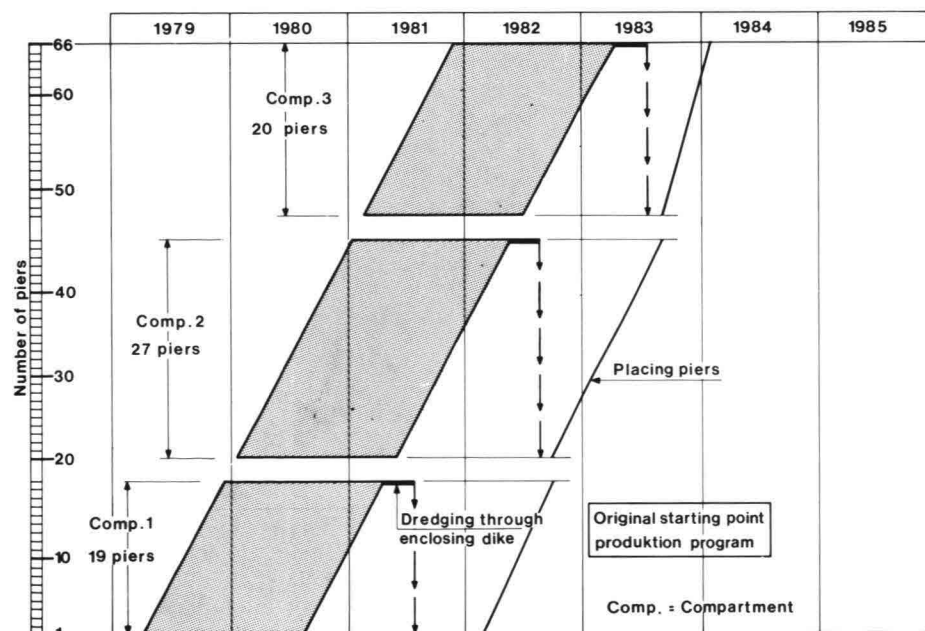 1979 1980 1981 1982 1983 1984 1985
66
60
50
40
30
20
10
1
Number of piers
Comp.3
20 piers
Comp.2
27 piers
Comp.1
19 piers
Placing piers
Dredging through
enclosing dike
Original starting point
produktion program
Comp. = Compartment